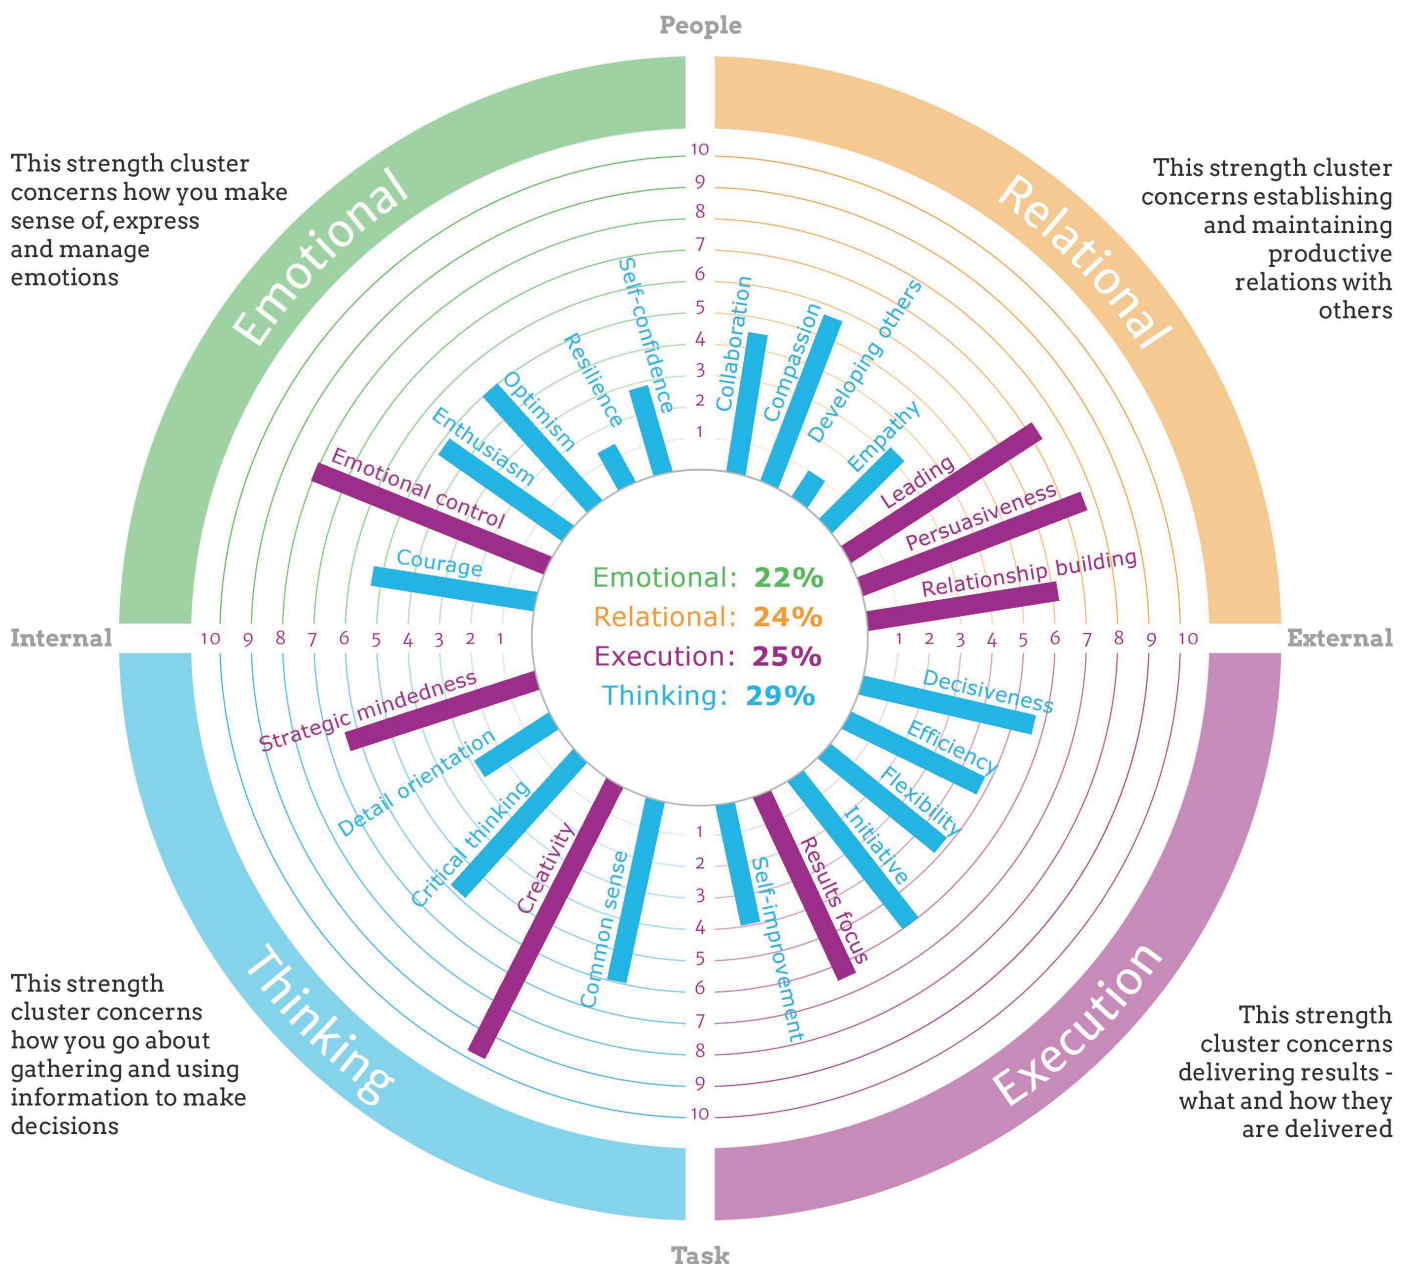 People
This strength cluster
concerns how you make
sense of, express
and manage
emotions
This strength cluster
concerns establishing
and maintaining
productive
relations with
others
Emotional
Relational
10
9
8
7
6
5
4
3
2
1
Self-confidence
Resilience
Optimism
Enthusiasm
Emotional control
Courage
Collaboration
Compassion
Developing others
Empathy
Leading
Persuasiveness
Relationship building
Emotional: 22%
Relational: 24%
Execution: 25%
Thinking: 29%
Internal
10 9 8 7 6 5 4 3 2 1
1 2 3 4 5 6 7 8 9 10
External
Strategic mindedness
Detail orientation
Critical thinking
Creativity
Common sense
Decisiveness
Efficiency
Flexibility
Initiative
Results focus
Self-improvement
1
2
3
4
5
6
7
8
9
10
Thinking
Execution
This strength
cluster concerns
how you go about
gathering and using
information to make
decisions
This strength
cluster concerns
delivering results -
what and how they
are delivered
Task